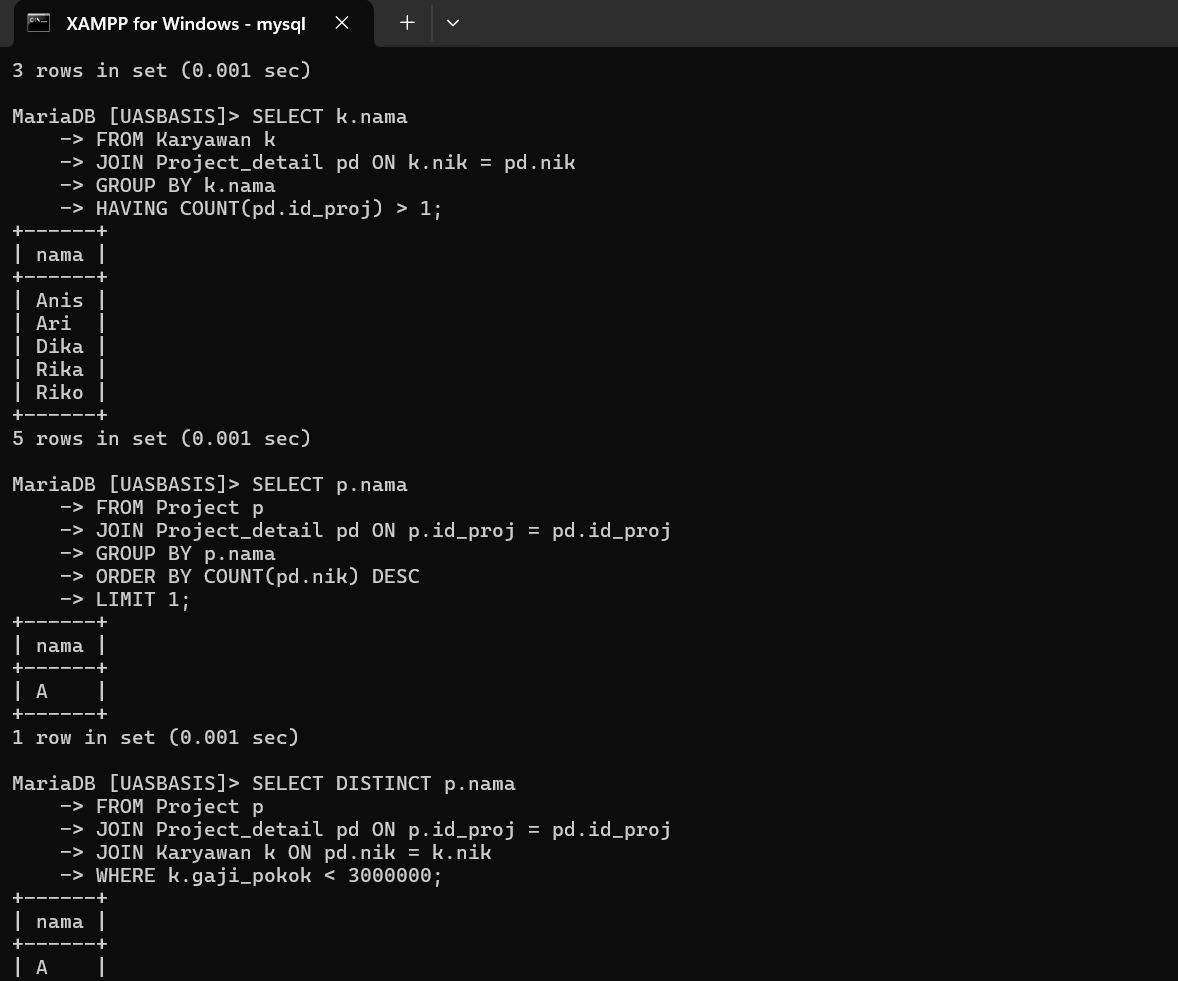 XAMPP for Windows - mysql
3 rows in set (0.001 sec)
MariaDB [UASBASIS]> SELECT k.nama
    -> FROM Karyawan k
    -> JOIN Project_detail pd ON k.nik = pd.nik
    -> GROUP BY k.nama
    -> HAVING COUNT(pd.id_proj) > 1;
+------+
| nama |
+------+
| Anis |
| Ari  |
| Dika |
| Rika |
| Riko |
+------+
5 rows in set (0.001 sec)
MariaDB [UASBASIS]> SELECT p.nama
    -> FROM Project p
    -> JOIN Project_detail pd ON p.id_proj = pd.id_proj
    -> GROUP BY p.nama
    -> ORDER BY COUNT(pd.nik) DESC
    -> LIMIT 1;
+------+
| nama |
+------+
| A    |
+------+
1 row in set (0.001 sec)
MariaDB [UASBASIS]> SELECT DISTINCT p.nama
    -> FROM Project p
    -> JOIN Project_detail pd ON p.id_proj = pd.id_proj
    -> JOIN Karyawan k ON pd.nik = k.nik
    -> WHERE k.gaji_pokok < 3000000;
+------+
| nama |
+------+
| A    |